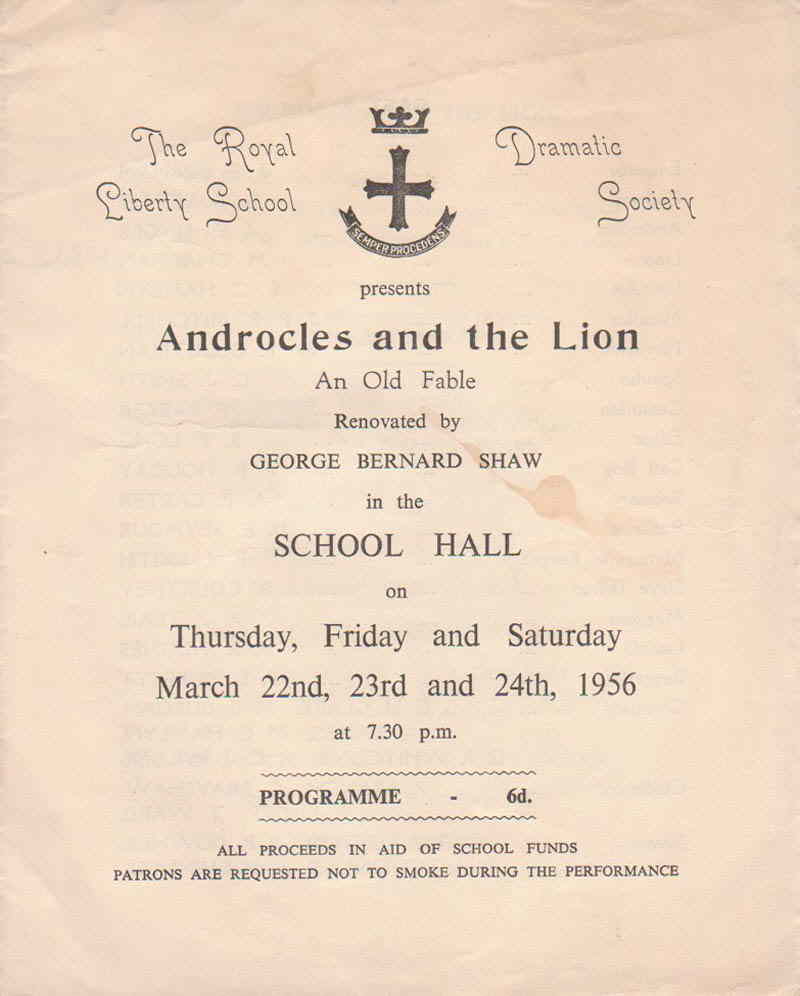 The Royal Dramatic
Liberty School Society
SEMPER PROCEDENS
presents
Androcles and the Lion
An Old Fable
Renovated by
GEORGE BERNARD SHAW
in the
SCHOOL HALL
on
Thursday, Friday and Saturday
March 22nd, 23rd and 24th, 1956
at 7.30 p.m.
PROGRAMME - 6d.
ALL PROCEEDS IN AID OF SCHOOL FUNDS
PATRONS ARE REQUESTED NOT TO SMOKE DURING THE PERFORMANCE